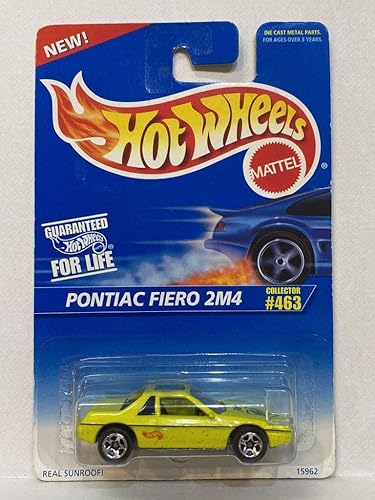 NEW!
DIE CAST METAL PARTS.
FOR AGES OVER 3 YEARS.
HOT WHEELS
MATTEL
®
GUARANTEED
HOT WHEELS
FOR LIFE
PONTIAC FIERO 2M4
COLLECTOR
#463
REAL SUNROOF!
15962